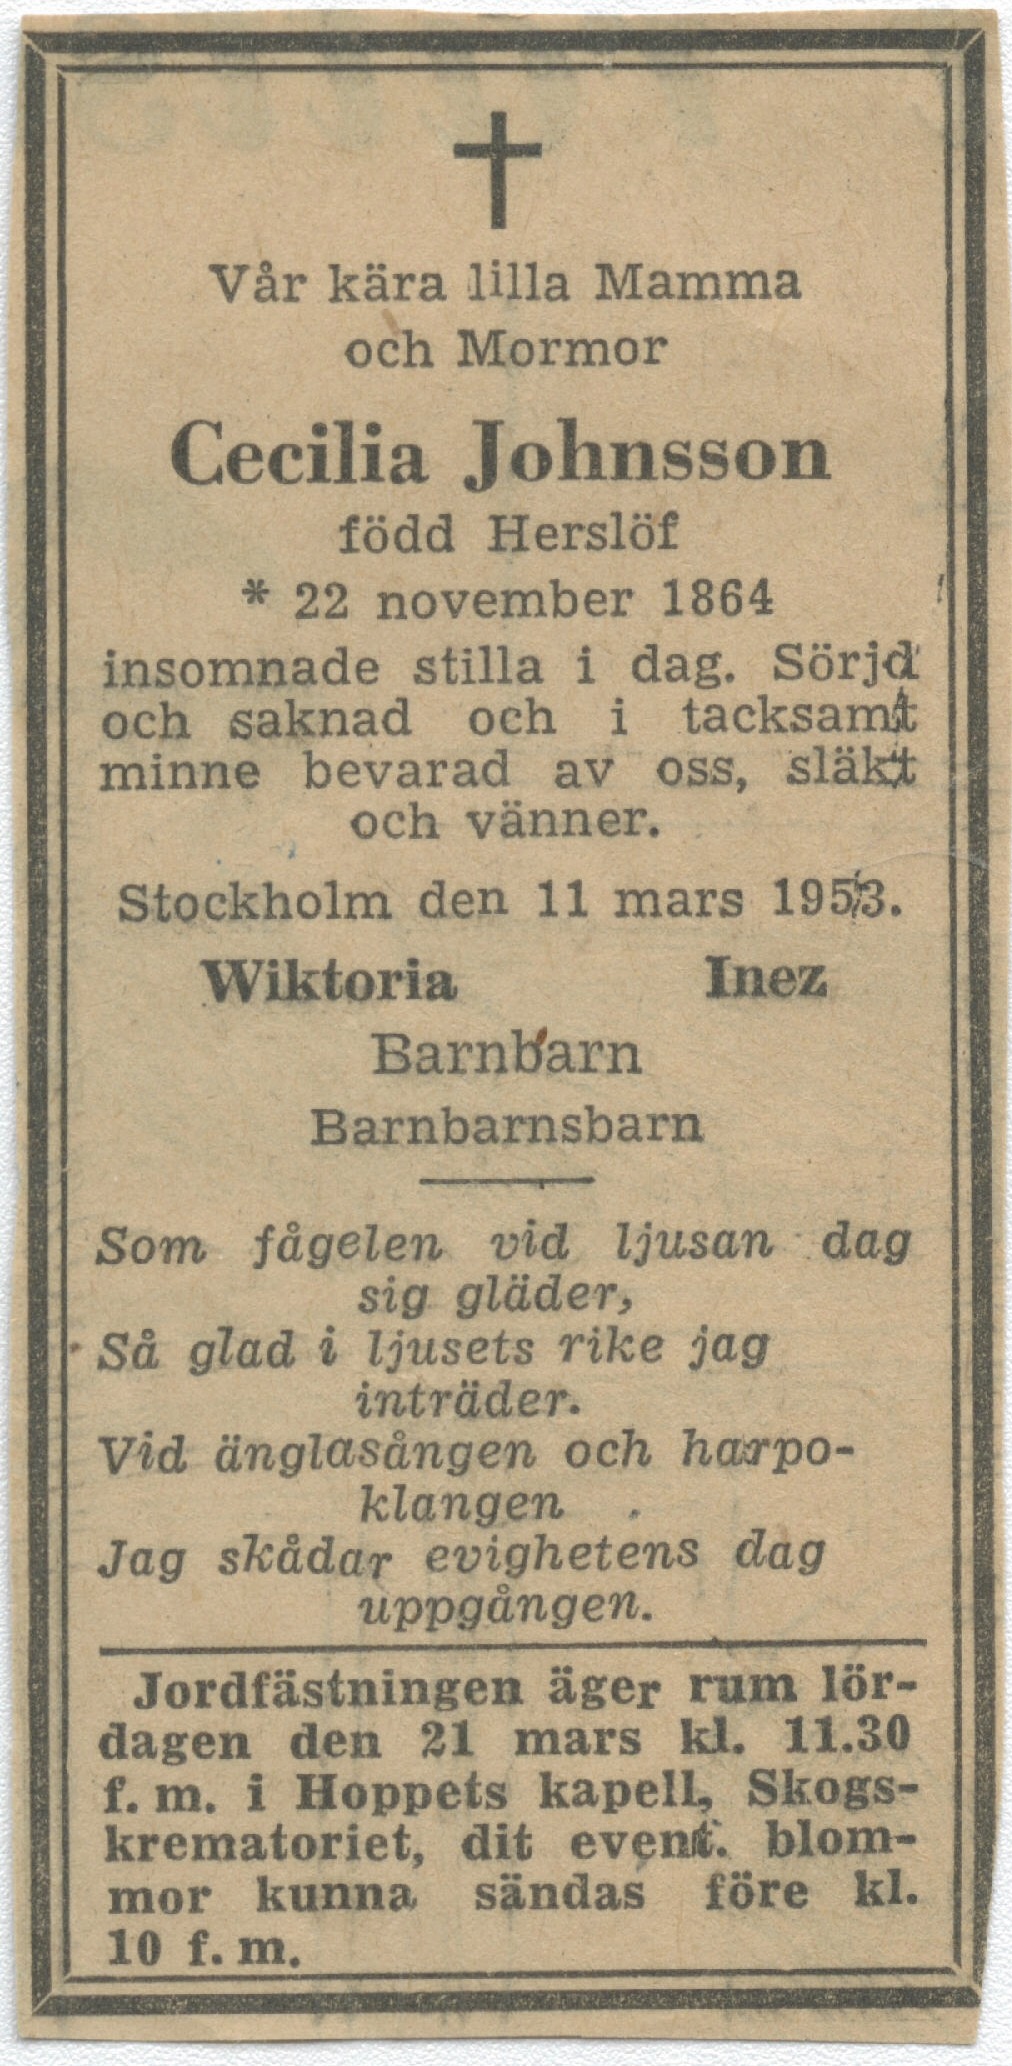 Vår kära lilla Mamma
och Mormor
Cecilia Johnsson
född Herslöf
* 22 november 1864
insomnade stilla i dag. Sörjd
och saknad och i tacksamt
minne bevarad av oss, släkt
och vänner.
Stockholm den 11 mars 1953.
Wiktoria Inez
Barnbarn
Barnbarnsbarn
Som fågelen vid ljusan dag
sig gläder,
Så glad i ljusets rike jag
inträder.
Vid änglasången och harpo-
klangen
Jag skådar evighetens dag
uppgången.
Jordfästningen äger rum lör-
dagen den 21 mars kl. 11.30
f. m. i Hoppets kapell, Skogs-
krematoriet, dit event. blom-
mor kunna sändas före kl.
10 f. m.